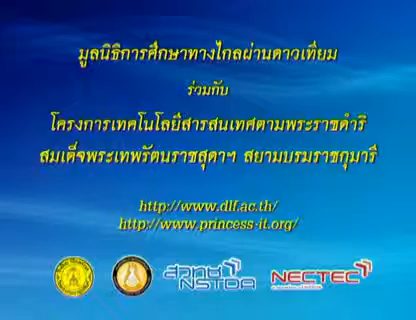 มูลนิธิการศึกษาทางไกลผ่านดาวเทียม
ร่วมกับ
โครงการเทคโนโลยีสารสนเทศตามพระราชดำริ
สมเด็จพระเทพรัตนราชสุดาฯ สยามบรมราชกุมารี
http://www.dlf.ac.th/
http://www.princess-it.org/
สวทช NECTEC
NSTDA